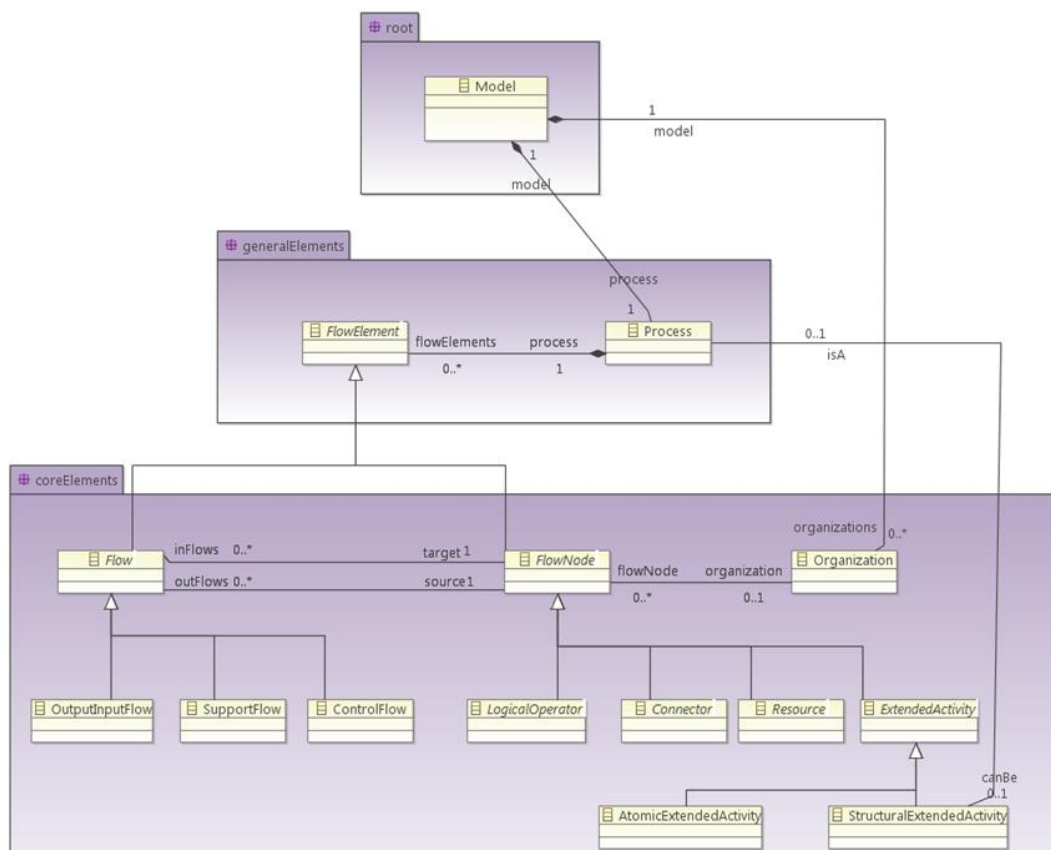 root
Model
1
model
1
model
generalElements
process
1
FlowElement
Process
flowElements
process
0..*
1
0..1
isA
coreElements
organizations
0..*
Flow
inFlows 0..*
target 1
FlowNode
flowNode
organization
Organization
outFlows 0..*
source 1
0..*
0..1
OutputInputFlow
SupportFlow
ControlFlow
LogicalOperator
Connector
Resource
ExtendedActivity
canBe
0..1
AtomicExtendedActivity
StructuralExtendedActivity